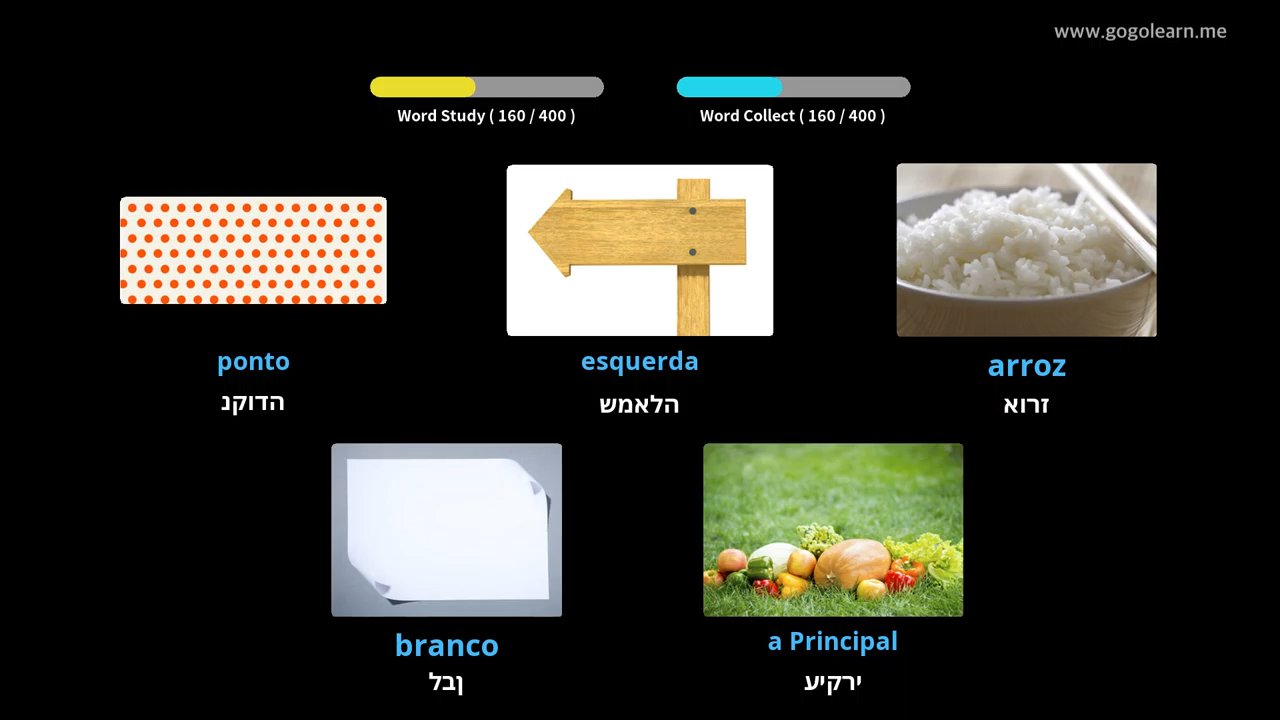 www.gogolearn.me
Word Study ( 160 / 400 )
Word Collect ( 160 / 400 )
ponto
הדוקנ
esquerda
הלאמש
arroz
זרוא
branco
ןבל
a Principal
ירקיע